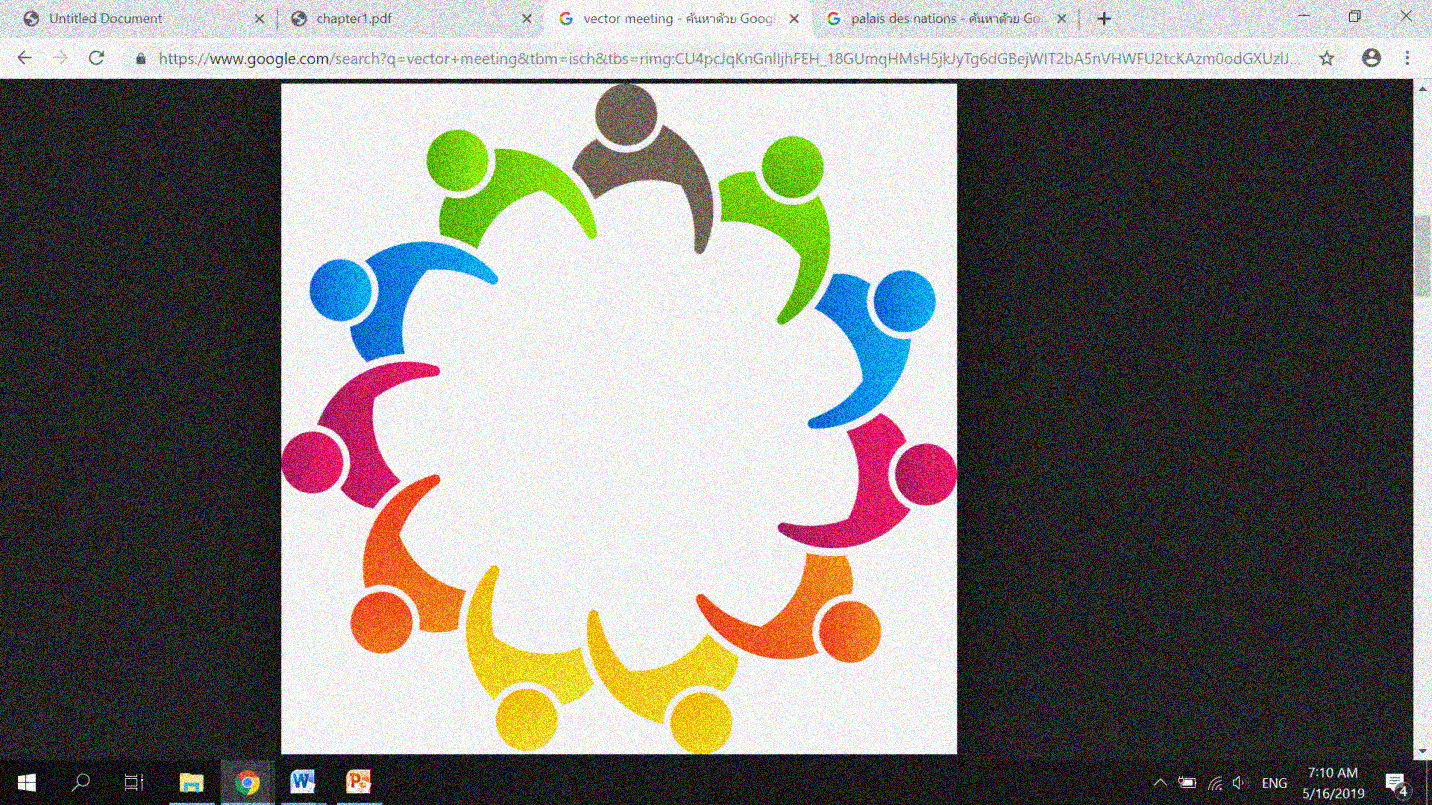 Untitled Document
chapter1.pdf
vector meeting - ค้นหาด้วย Googl
palais des nations - ค้นหาด้วย Go
https://www.google.com/search?q=vector+meeting&tbm=isch&tbs=rimg:
ENG
7:10 AM
5/16/2019
4